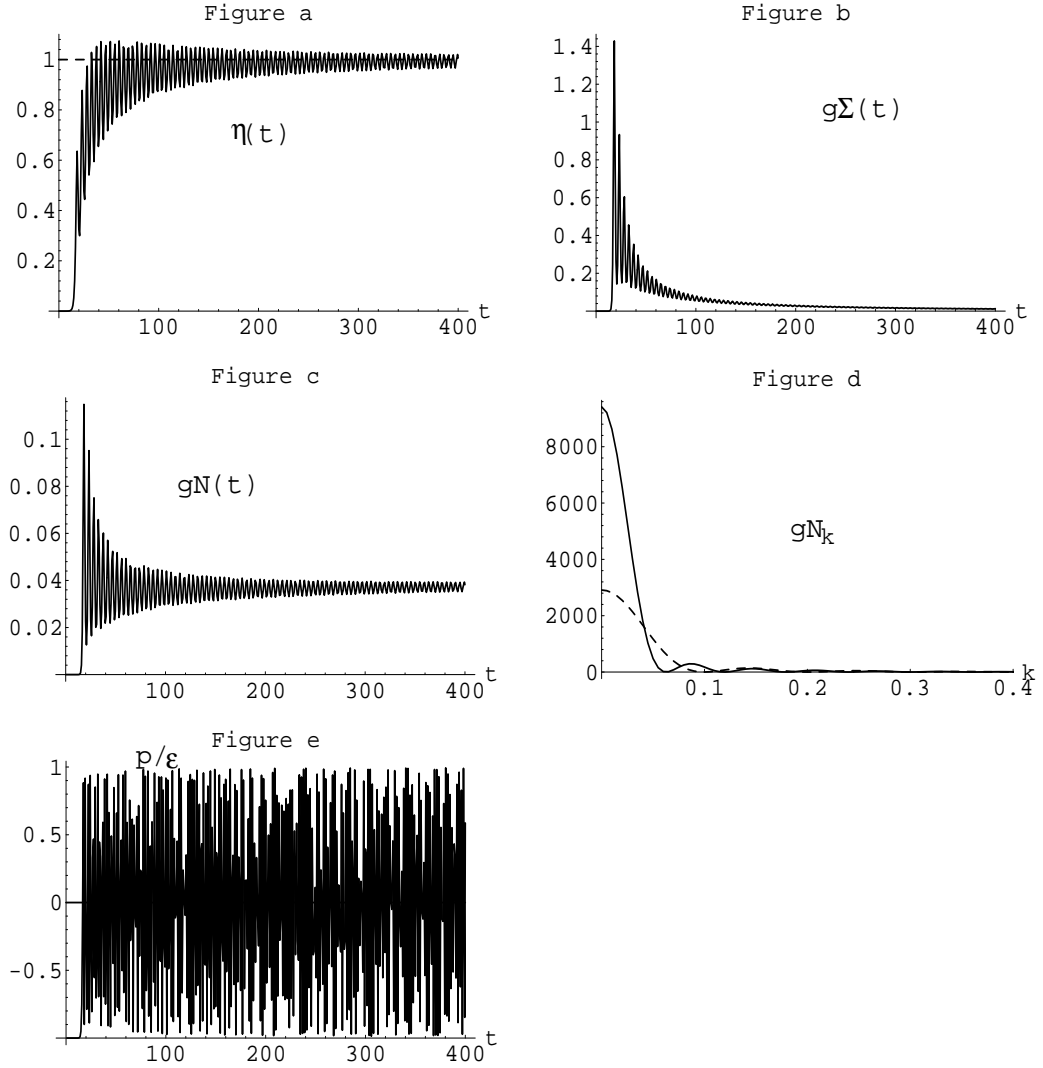 Figure a
1
0.8
0.6
0.4
0.2
η(t)
100 200 300 400 t
Figure b
1.4
1.2
1
0.8
0.6
0.4
0.2
gΣ(t)
100 200 300 400 t
Figure c
0.1
0.08
0.06
0.04
0.02
gN(t)
100 200 300 400 t
Figure d
8000
6000
4000
2000
0
gNk
0.1 0.2 0.3 0.4 k
Figure e
p/ε
1
0.5
0
-0.5
100 200 300 400 t